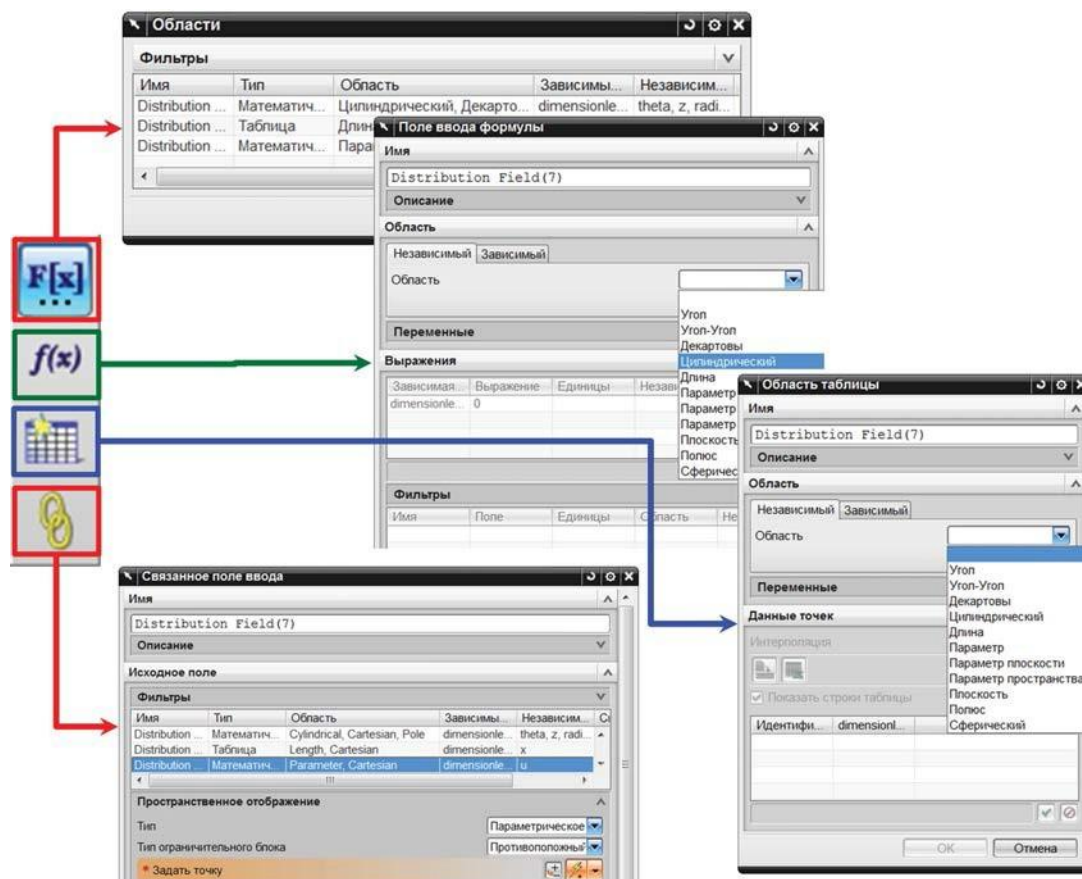 Области
Фильтры
Имя Тип Область Зависимы... Независим...
Distribution ... Математич... Цилиндрический, Декарто... dimensionle... theta, z, radi...
Distribution ... Таблица
Distribution ... Математич...
F[x]
...
f(x)
Поле ввода формулы
Имя
Distribution Field(7)
Описание
Область
Независимый Зависимый
Область
Угол
Угол-Угол
Декартовы
Цилиндрический
Длина
Параметр
Параметр
Параметр
Плоскость
Полюс
Сферичес
Переменные
Выражения
Зависимая... Выражение Единицы
dimensionle... 0
Фильтры
Имя Поле Единицы Область Не
Область таблицы
Имя
Distribution Field(7)
Описание
Область
Независимый Зависимый
Область
Угол
Угол-Угол
Декартовы
Цилиндрический
Длина
Параметр
Параметр плоскости
Параметр пространства
Плоскость
Полюс
Сферический
Переменные
Данные точек
Интерполяция
Показать строки таблицы
Идентифи... dimensionl...
OK Отмена
Связанное поле ввода
Имя
Distribution Field(7)
Описание
Исходное поле
Фильтры
Имя Тип Область Зависимы... Независим...
Distribution ... Математич... Cylindrical, Cartesian, Pole dimensionle... theta, z, radi...
Distribution ... Таблица Length, Cartesian dimensionle... x
Distribution ... Математич... Parameter, Cartesian dimensionle... u
Пространственное отображение
Тип Параметрическое
Тип ограничительного блока Противоположный
* Задать точку